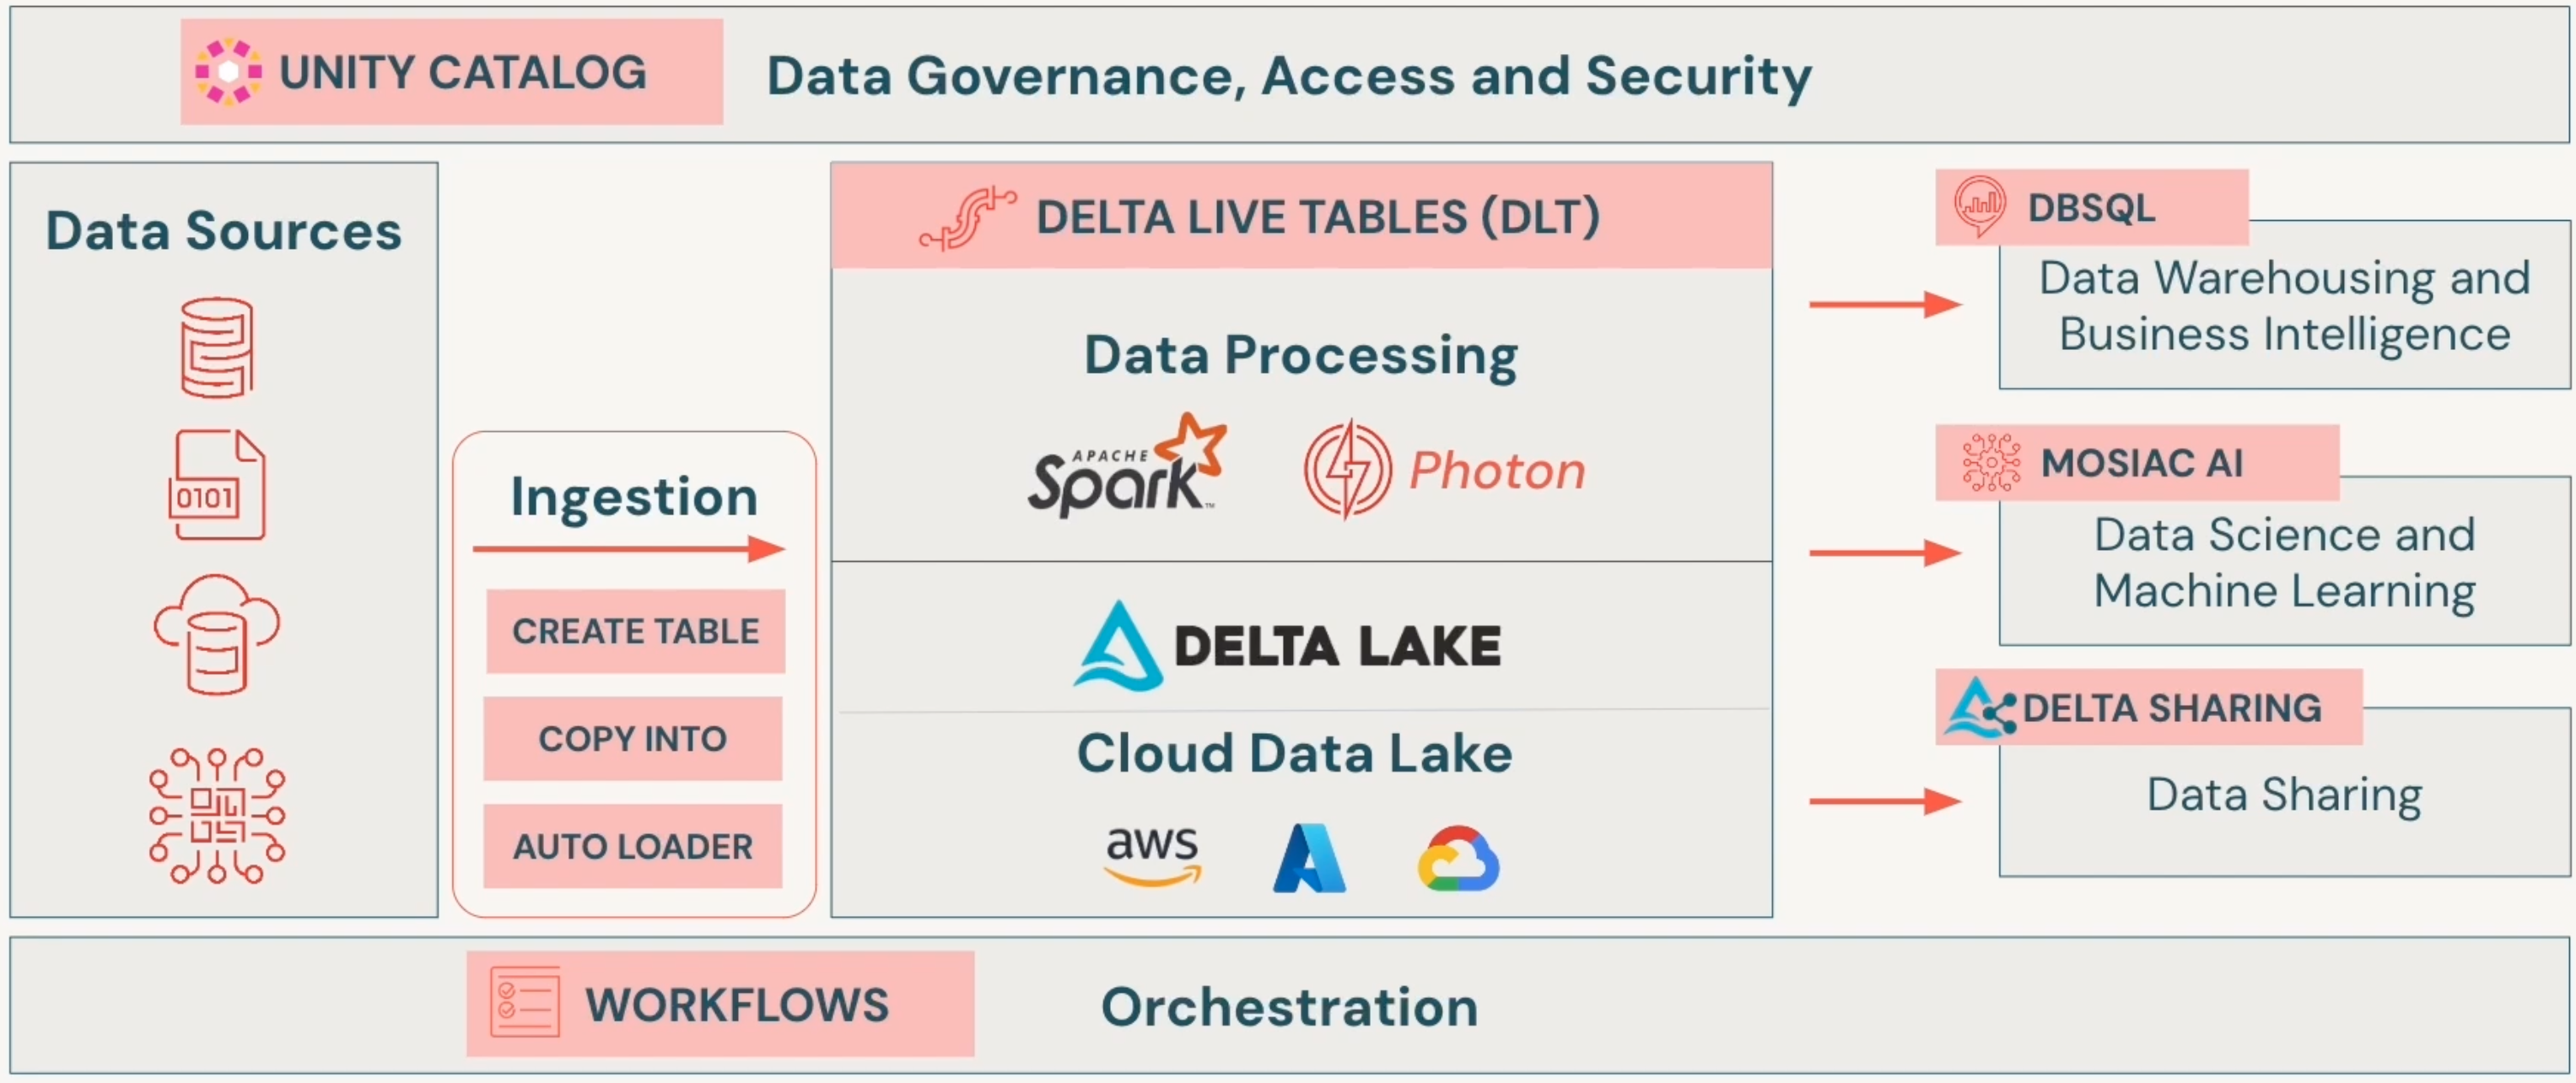 UNITY CATALOG
Data Governance, Access and Security
Data Sources
0101
Ingestion
CREATE TABLE
COPY INTO
AUTO LOADER
DELTA LIVE TABLES (DLT)
Data Processing
APACHE
Spark™
Photon
DELTA LAKE
Cloud Data Lake
aws
DBSQL
Data Warehousing and
Business Intelligence
MOSIAC AI
Data Science and
Machine Learning
DELTA SHARING
Data Sharing
WORKFLOWS
Orchestration